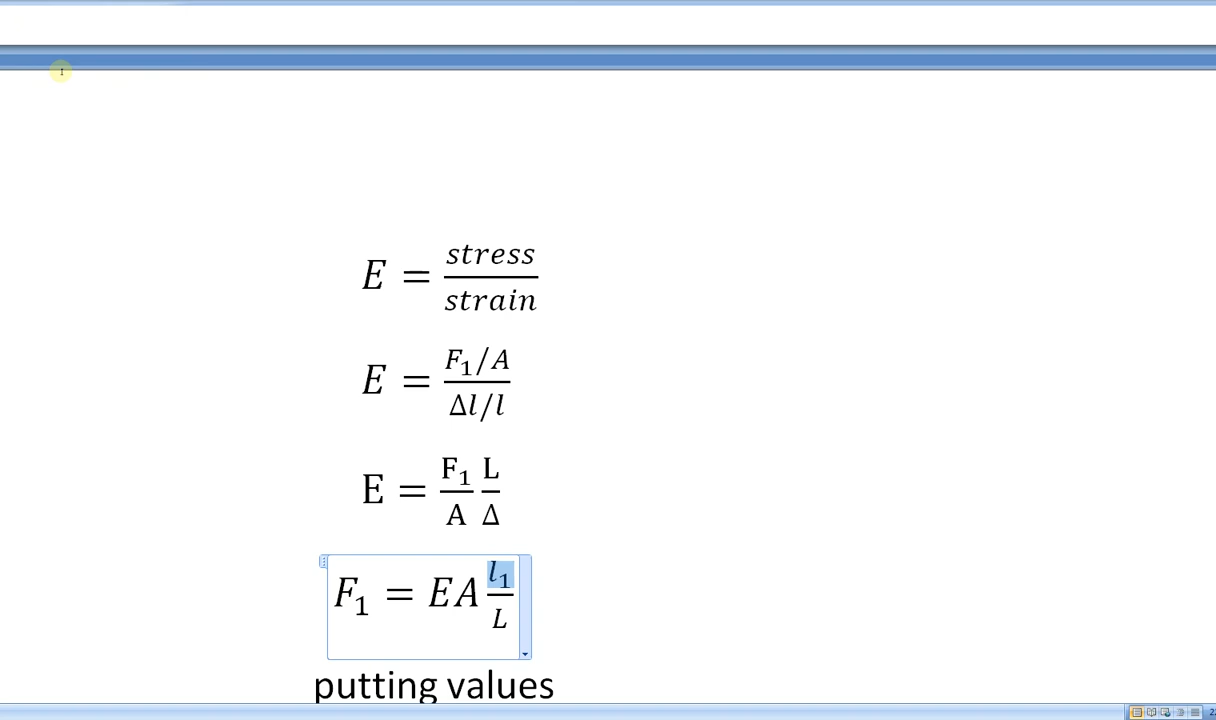 E = stress/strain
E = F₁/A / Δl/l
E = F₁/A L/Δ
F₁ = EA l₁/L
putting values